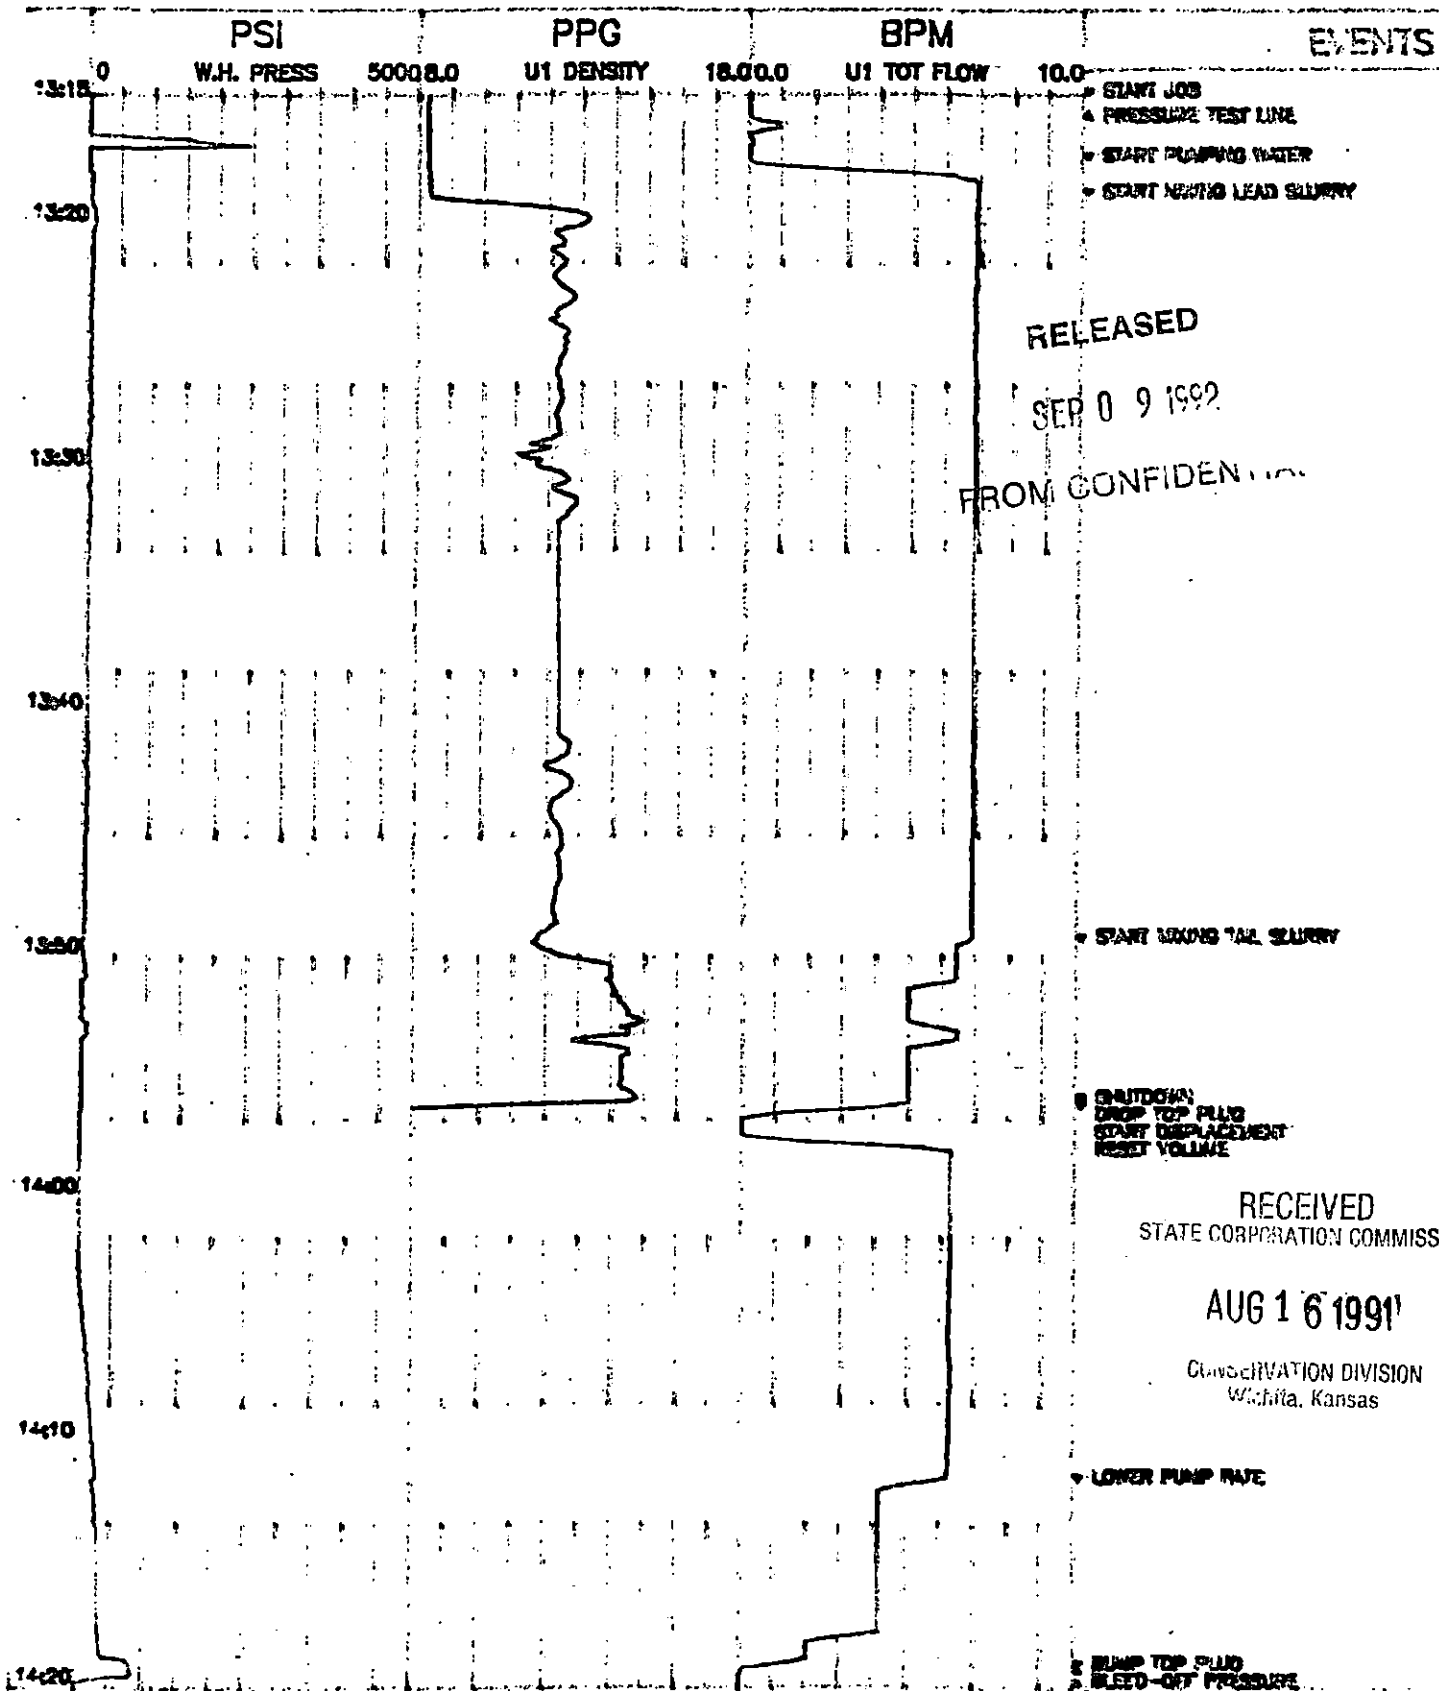 PSI PPG BPM EVENTS
0 W.H. PRESS 5000 8.0 U1 DENSITY 18.0 0.0 U1 TOT FLOW 10.0
13:15 START JOB
PRESSURE TEST LINE
START PUMPING WATER
START MIXING LEAD SLURRY
13:20
RELEASED
SEP 0 9 1992
FROM
13:30
13:40
13:50 START MIXING TAIL SLURRY
SHUTDOWN
DROP TOP PLUG
START DISPLACEMENT
RESET VOLUME
14:00
RECEIVED
STATE CORPORATION COMMISS
AUG 1 6 1991
CONSERVATION DIVISION
Wichita, Kansas
14:10
LOWER PUMP RATE
14:20 BUMP TOP PLUG
BLEED-OFF PRESSURE